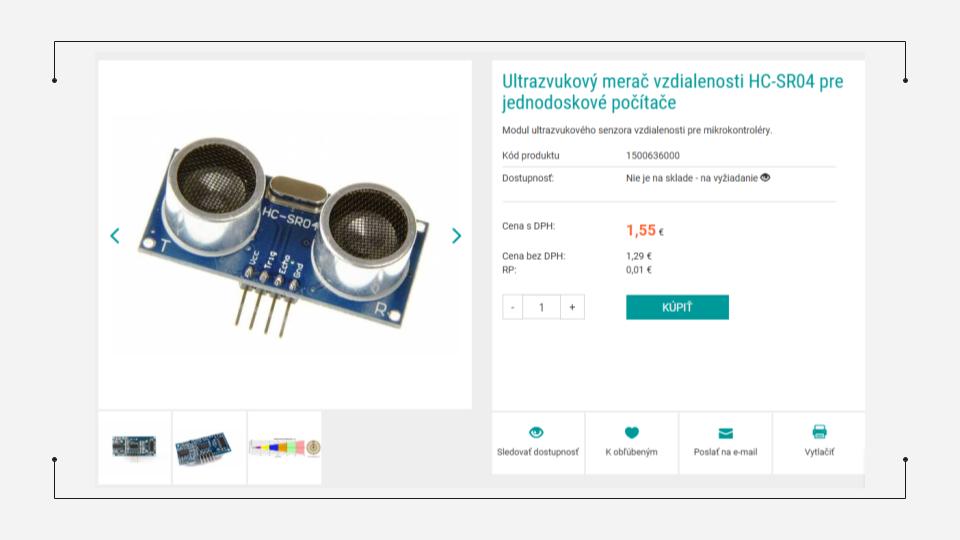 HC-SR04
T
Vcc
Trig
Echo
Gnd
R
Ultrazvukový merač vzdialenosti HC-SR04 pre
jednodoskové počítače
Modul ultrazvukového senzora vzdialenosti pre mikrokontroléry.
Kód produktu 1500636000
Dostupnosť: Nie je na sklade - na vyžiadanie
Cena s DPH: 1,55 €
Cena bez DPH: 1,29 €
RP: 0,01 €
- 1 + KÚPIŤ
Sledovať dostupnosť K obľúbeným Poslať na e-mail Vytlačiť